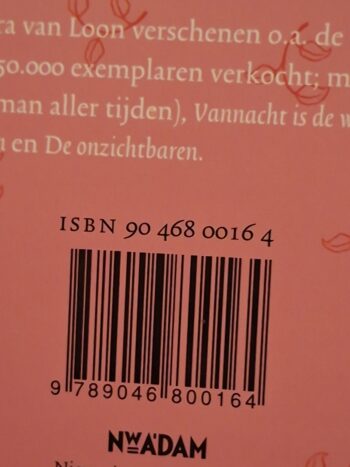 ra van Loon verschenen o.a. de
50.000 exemplaren verkocht; m
man aller tijden), Vannacht is de w
n en De onzichtbaren.
ISBN 90 468 0016 4
9 789046 800164
NWADAM